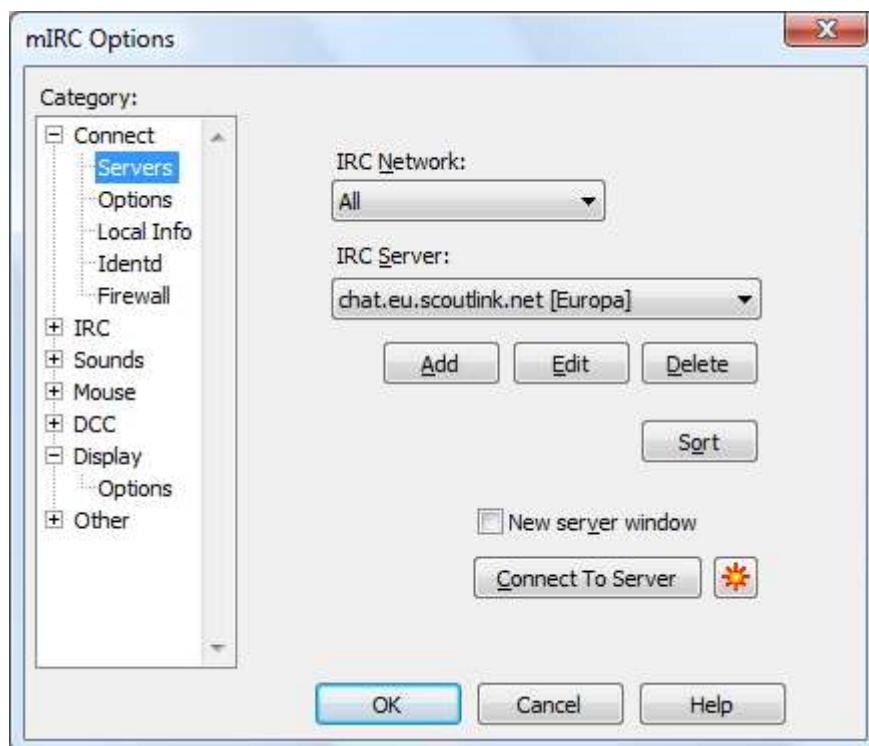 mIRC Options
Category:
Connect
Servers
Options
Local Info
Identd
Firewall
IRC
Sounds
Mouse
DCC
Display
Options
Other
IRC Network:
All
IRC Server:
chat.eu.scoutlink.net [Europa]
Add Edit Delete
Sort
New server window
Connect To Server
OK Cancel Help